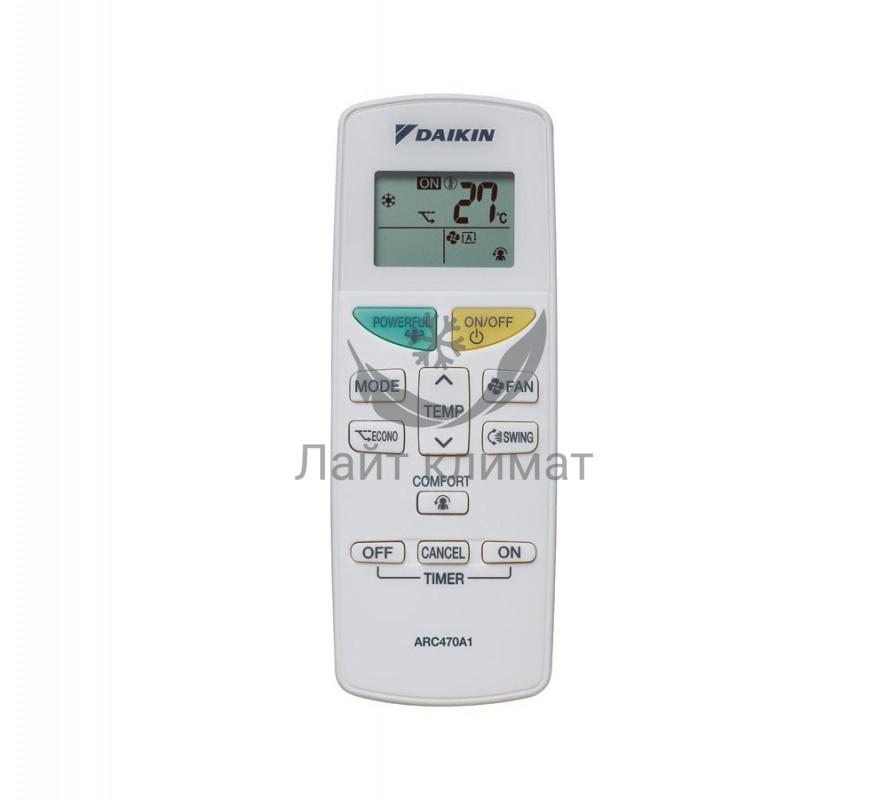 DAIKIN
ON 27 °C
A
POWERFUL ON/OFF
MODE TEMP FAN
ECONO SWING
Лайт климат
COMFORT
OFF CANCEL ON
TIMER
ARC470A1